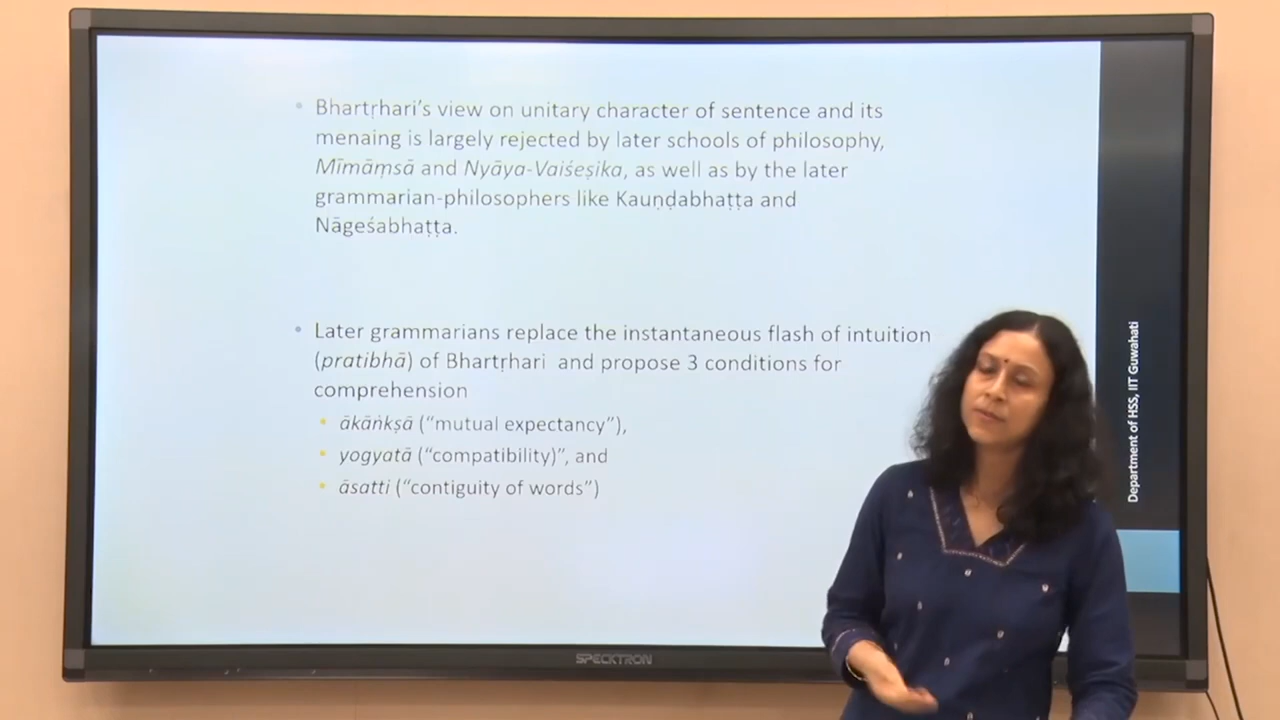 • Bhartṛhari's view on unitary character of sentence and its
menaing is largely rejected by later schools of philosophy,
Mīmāṃsā and Nyāya-Vaiśeṣika, as well as by the later
grammarian-philosophers like Kauṇḍabhaṭṭa and
Nāgeśabhaṭṭa.
• Later grammarians replace the instantaneous flash of intuition
(pratibhā) of Bhartṛhari and propose 3 conditions for
comprehension
• ākāṅkṣā ("mutual expectancy"),
• yogyatā ("compatibility)", and
• āsatti ("contiguity of words")
Department of HSS, IIT Guwahati
SPECKTRON